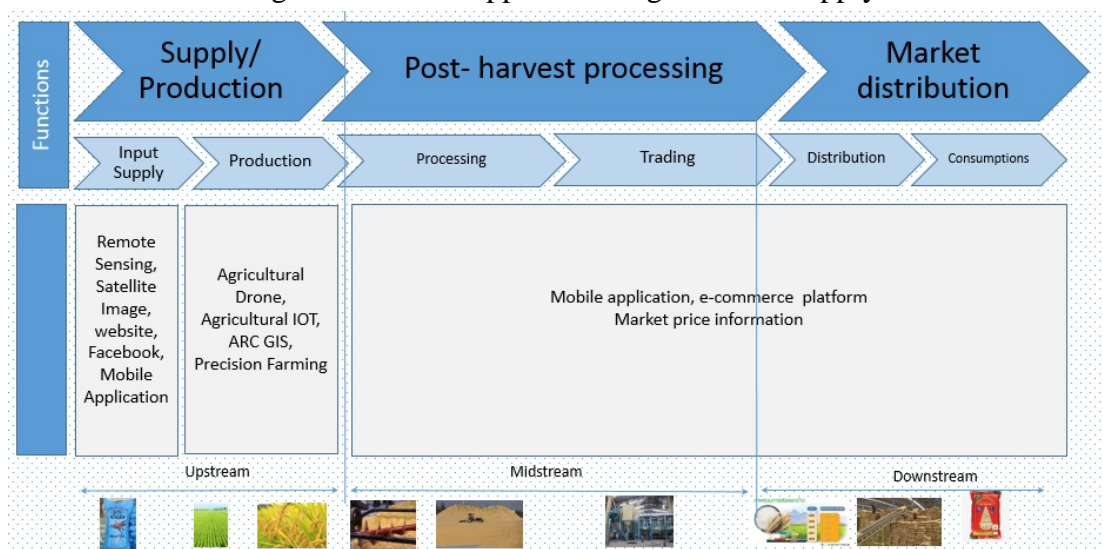 Functions
Supply/
Production
Post- harvest processing
Market
distribution
Input
Supply
Production
Processing
Trading
Distribution
Consumptions
Remote
Sensing,
Satellite
Image,
website,
Facebook,
Mobile
Application
Agricultural
Drone,
Agricultural IOT,
ARC GIS,
Precision Farming
Mobile application, e-commerce platform
Market price information
Upstream
Midstream
Downstream